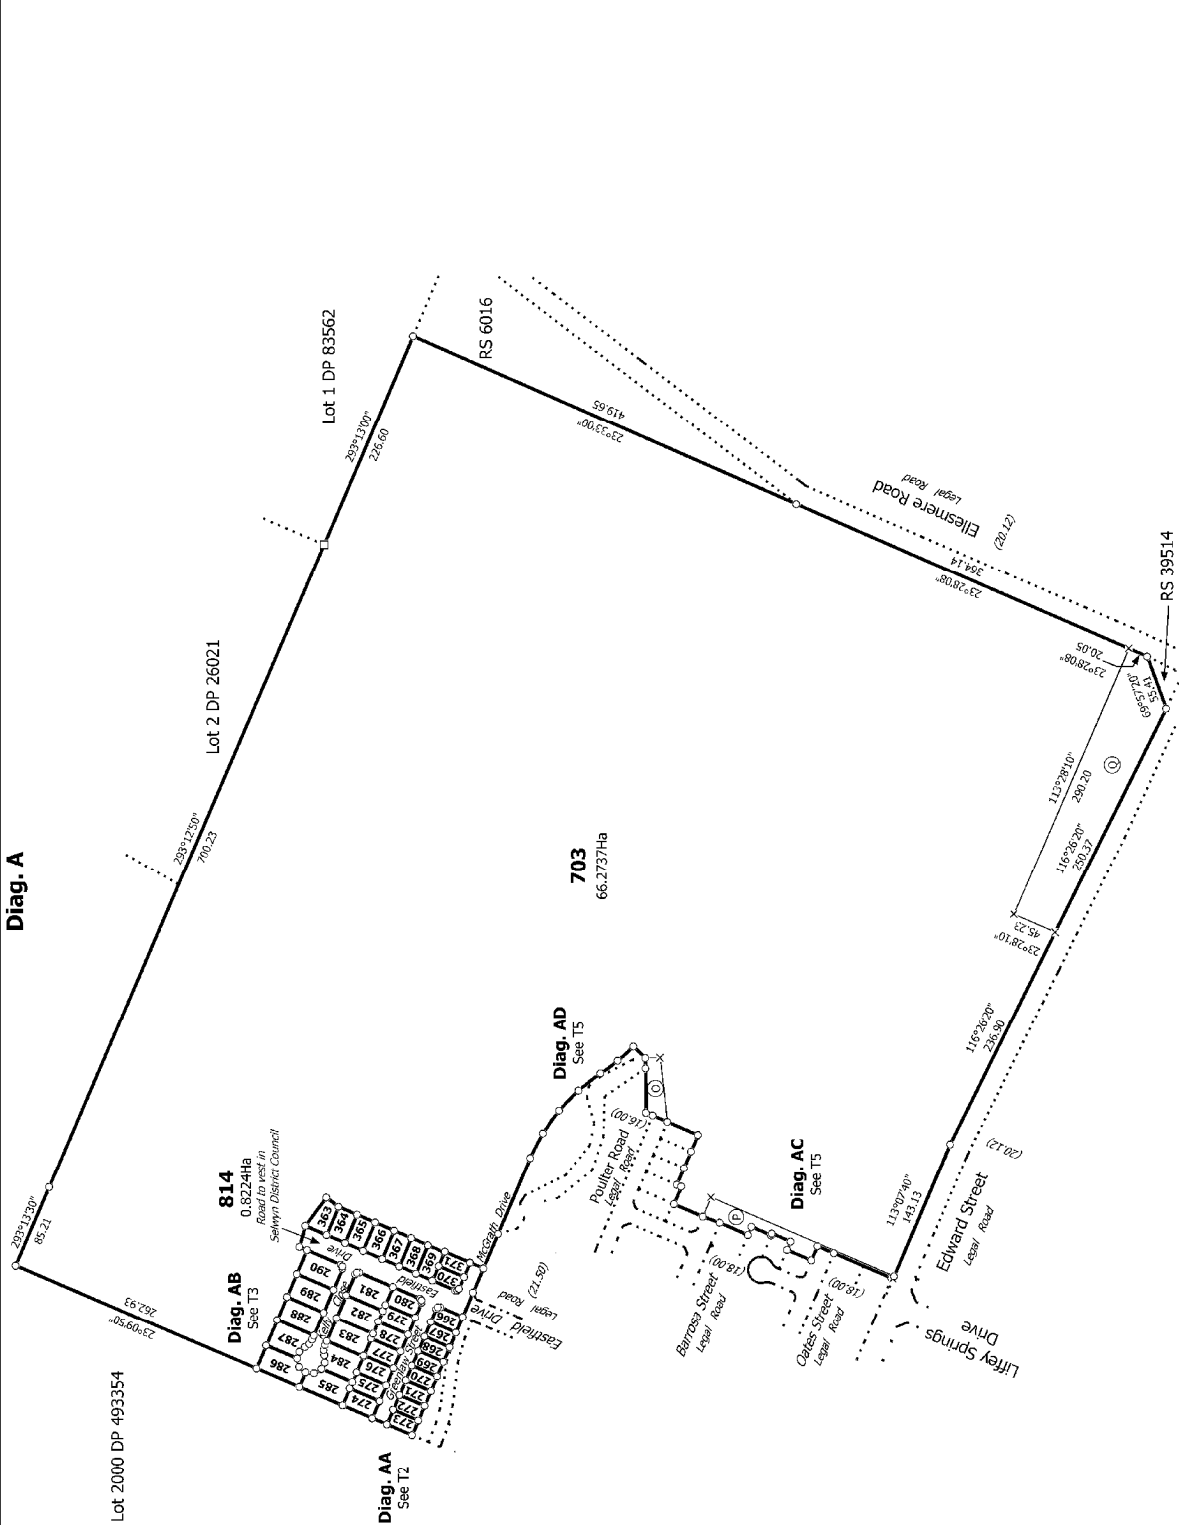 Diag. A
Lot 1 DP 83562
RS 6016
293°13'00"
226.60
419.65
23°33'00"
Lot 2 DP 26021
293°12'50"
700.23
Ellesmere Road
Legal Road
(20.12)
364.14
23°28'08"
RS 39514
20.05
23°28'08"
69°57'20"
55.41
113°28'10"
290.20
Q
116°26'20"
250.37
45.23
23°28'10"
703
66.2737Ha
116°26'20"
236.90
(20.12)
113°07'40"
143.13
Edward Street
Legal Road
Liffey Springs
Drive
Diag. AD
See T5
O
(16.00)
Poulter Road
Legal Road
Diag. AC
See T5
P
(18.00)
Barrosa Street
Legal Road
(18.00)
Oates Street
Legal Road
McGrath Drive
Eastfield Drive
Legal Road
(21.50)
293°13'30"
85.21
814
0.8224Ha
Road to vest in
Selwyn District Council
262.93
23°09'50"
Diag. AB
See T3
Lot 2000 DP 493354
Diag. AA
See T2
363
364
365
366
367
368
369
370
371
Eastfield
Drive
290
289
288
287
286
285
284
283
282
281
280
279
278
277
276
275
274
Greenlaw Street
266
267
268
269
270
271
272
273